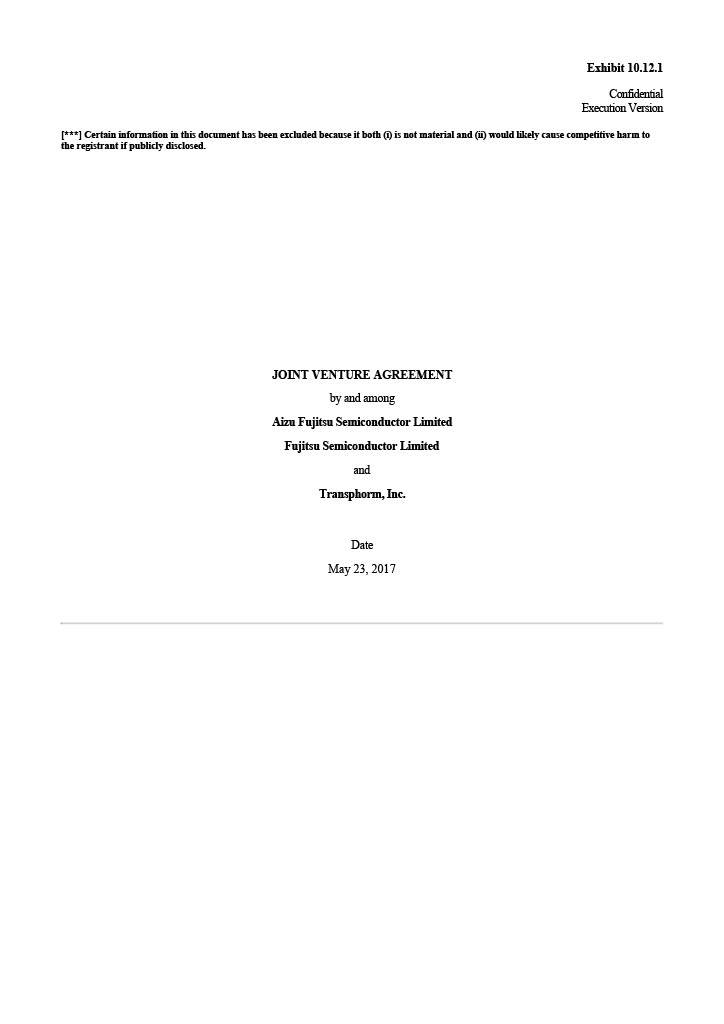 Exhibit 10.12.1
Confidential
Execution Version
[***] Certain information in this document has been excluded because it both (i) is not material and (ii) would likely cause competitive harm to
the registrant if publicly disclosed.
JOINT VENTURE AGREEMENT
by and among
Aizu Fujitsu Semiconductor Limited
Fujitsu Semiconductor Limited
and
Transphorm, Inc.
Date
May 23, 2017